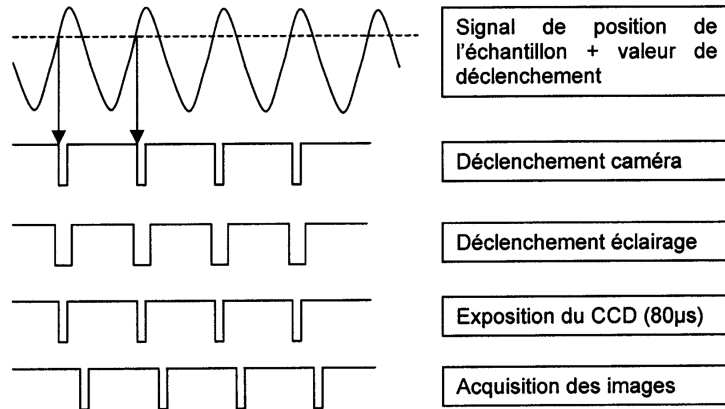 Signal de position de
l'échantillon + valeur de
déclenchement
Déclenchement caméra
Déclenchement éclairage
Exposition du CCD (80µs)
Acquisition des images